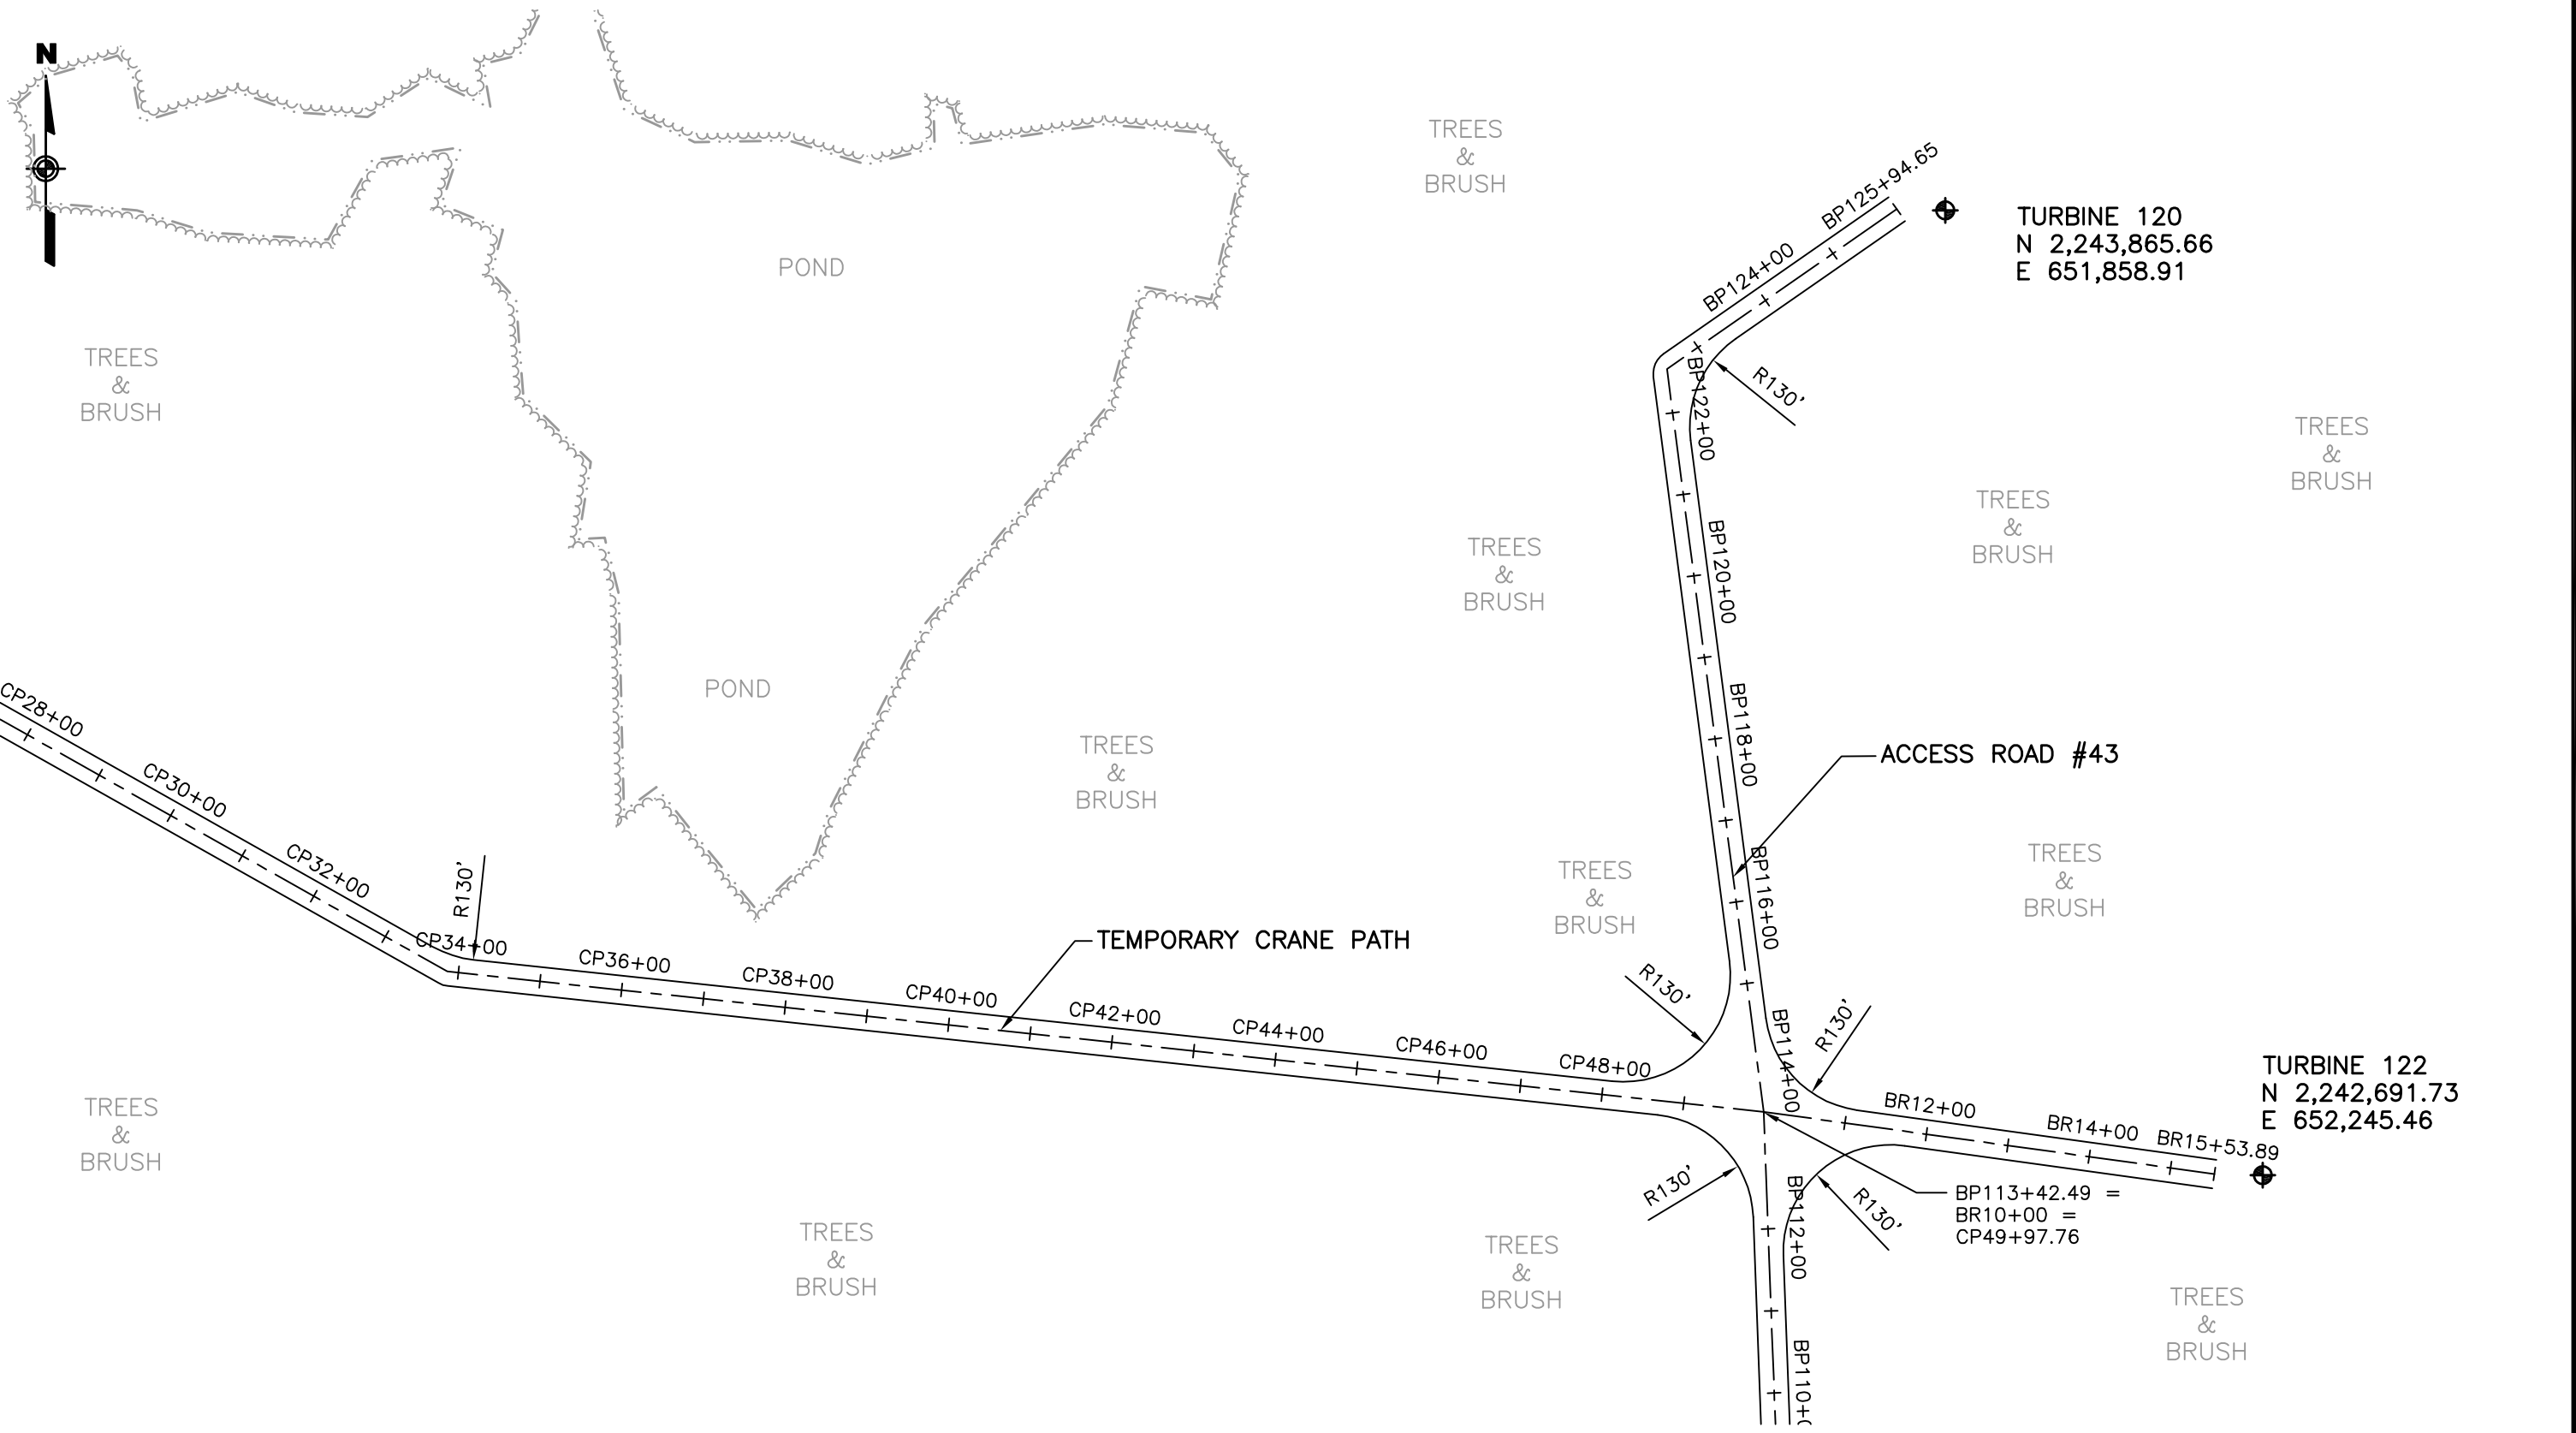 N
TREES
&
BRUSH
BP125+94.65
TURBINE 120
N 2,243,865.66
E 651,858.91
POND
BP124+00
TREES
&
BRUSH
BP122+00
R130'
TREES
&
BRUSH
TREES
&
BRUSH
TREES
&
BRUSH
BP120+00
POND
CP28+00
BP118+00
TREES
&
BRUSH
ACCESS ROAD #43
CP30+00
CP32+00
R130'
TREES
&
BRUSH
BP116+00
TREES
&
BRUSH
CP34+00
CP36+00
CP38+00
CP40+00
TEMPORARY CRANE PATH
CP42+00
CP44+00
CP46+00
CP48+00
R130'
BP114+00
R130'
TREES
&
BRUSH
BR12+00
BR14+00
BR15+53.89
TURBINE 122
N 2,242,691.73
E 652,245.46
R130'
BP112+00
R130'
BP113+42.49 =
BR10+00 =
CP49+97.76
TREES
&
BRUSH
TREES
&
BRUSH
TREES
&
BRUSH
BP110+0